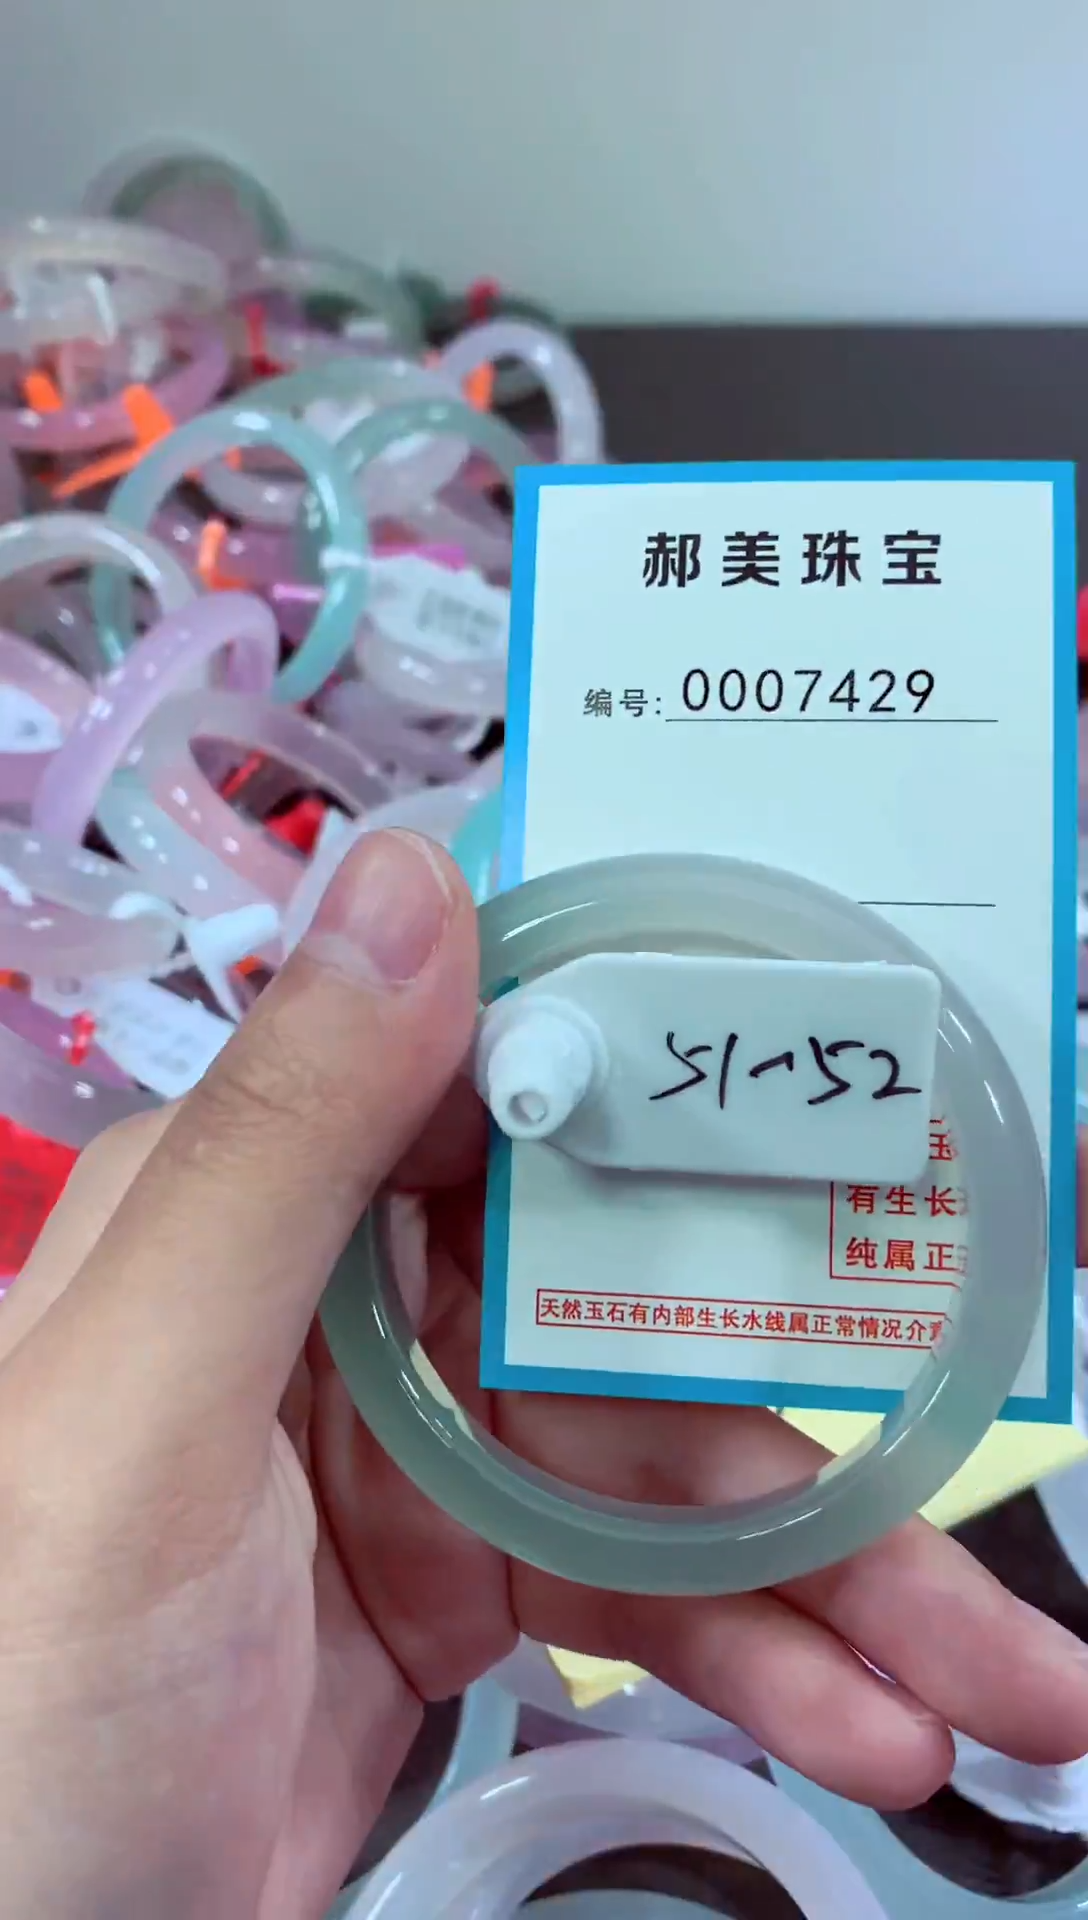 郝美珠宝
编号: 0007429
51~52
有生长
纯属正
天然玉石有内部生长水线属正常情况介